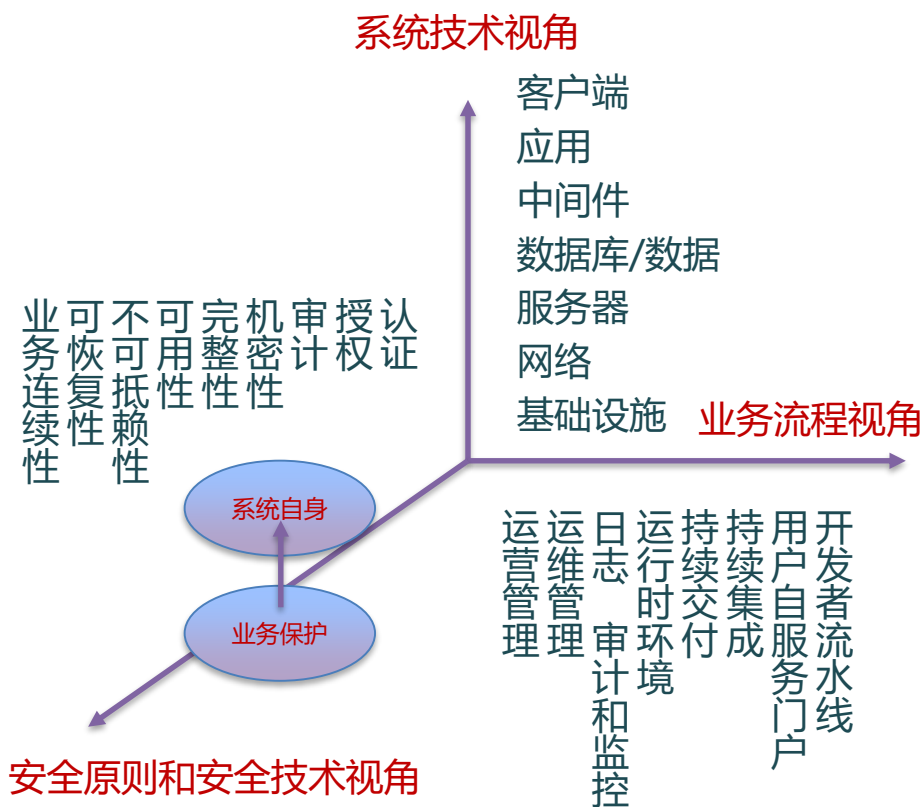 系统技术视角
客户端
应用
中间件
数据库/数据
服务器
网络
基础设施
业务流程视角
业务连续性
可恢复性
不可抵赖性
可用性
完整性
机密性
审计
授权
认证
系统自身
业务保护
运营管理
运维管理
日志 审计和监控
运行时环境
持续交付
持续集成
用户自服务门户
开发者流水线
安全原则和安全技术视角